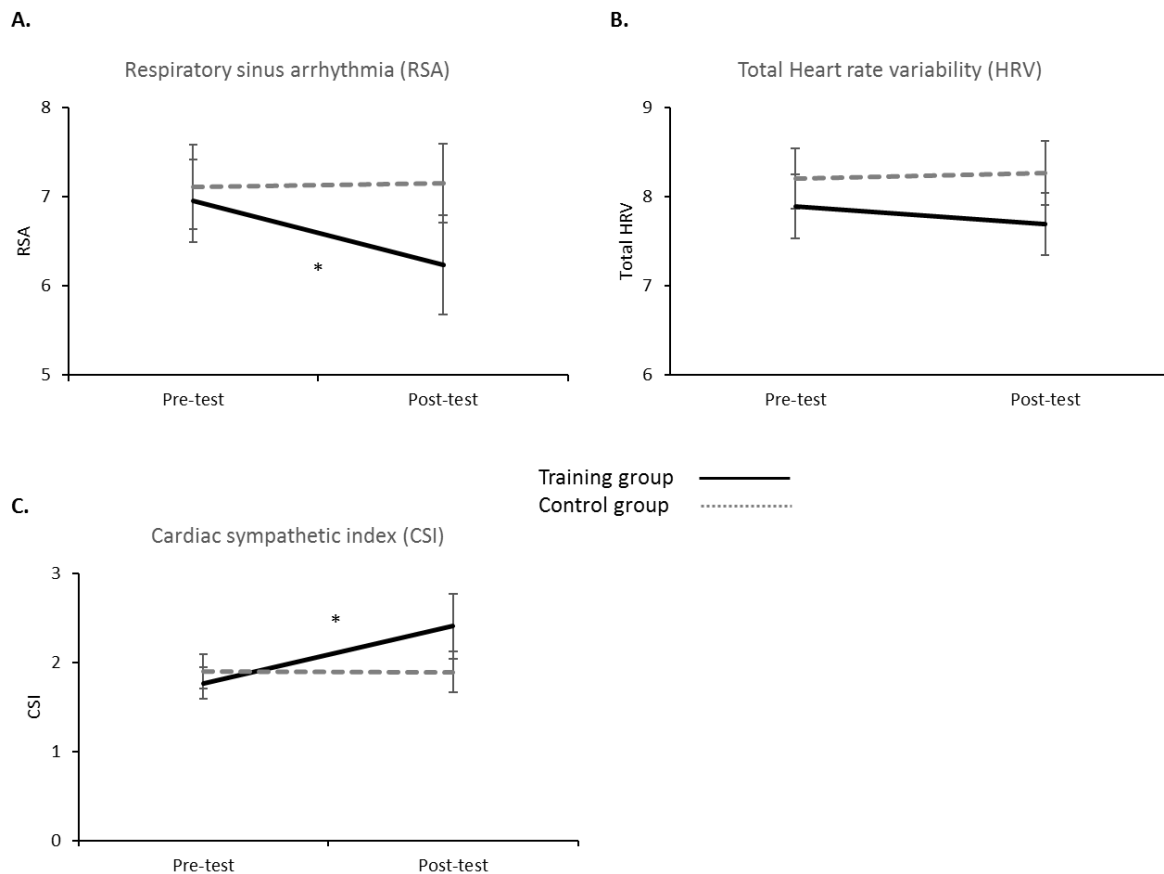 A.
Respiratory sinus arrhythmia (RSA)
8
7
6
5
RSA
*
Pre-test
Post-test
B.
Total Heart rate variability (HRV)
9
8
7
6
Total HRV
Pre-test
Post-test
Training group
Control group
C.
Cardiac sympathetic index (CSI)
3
2
1
0
CSI
*
Pre-test
Post-test